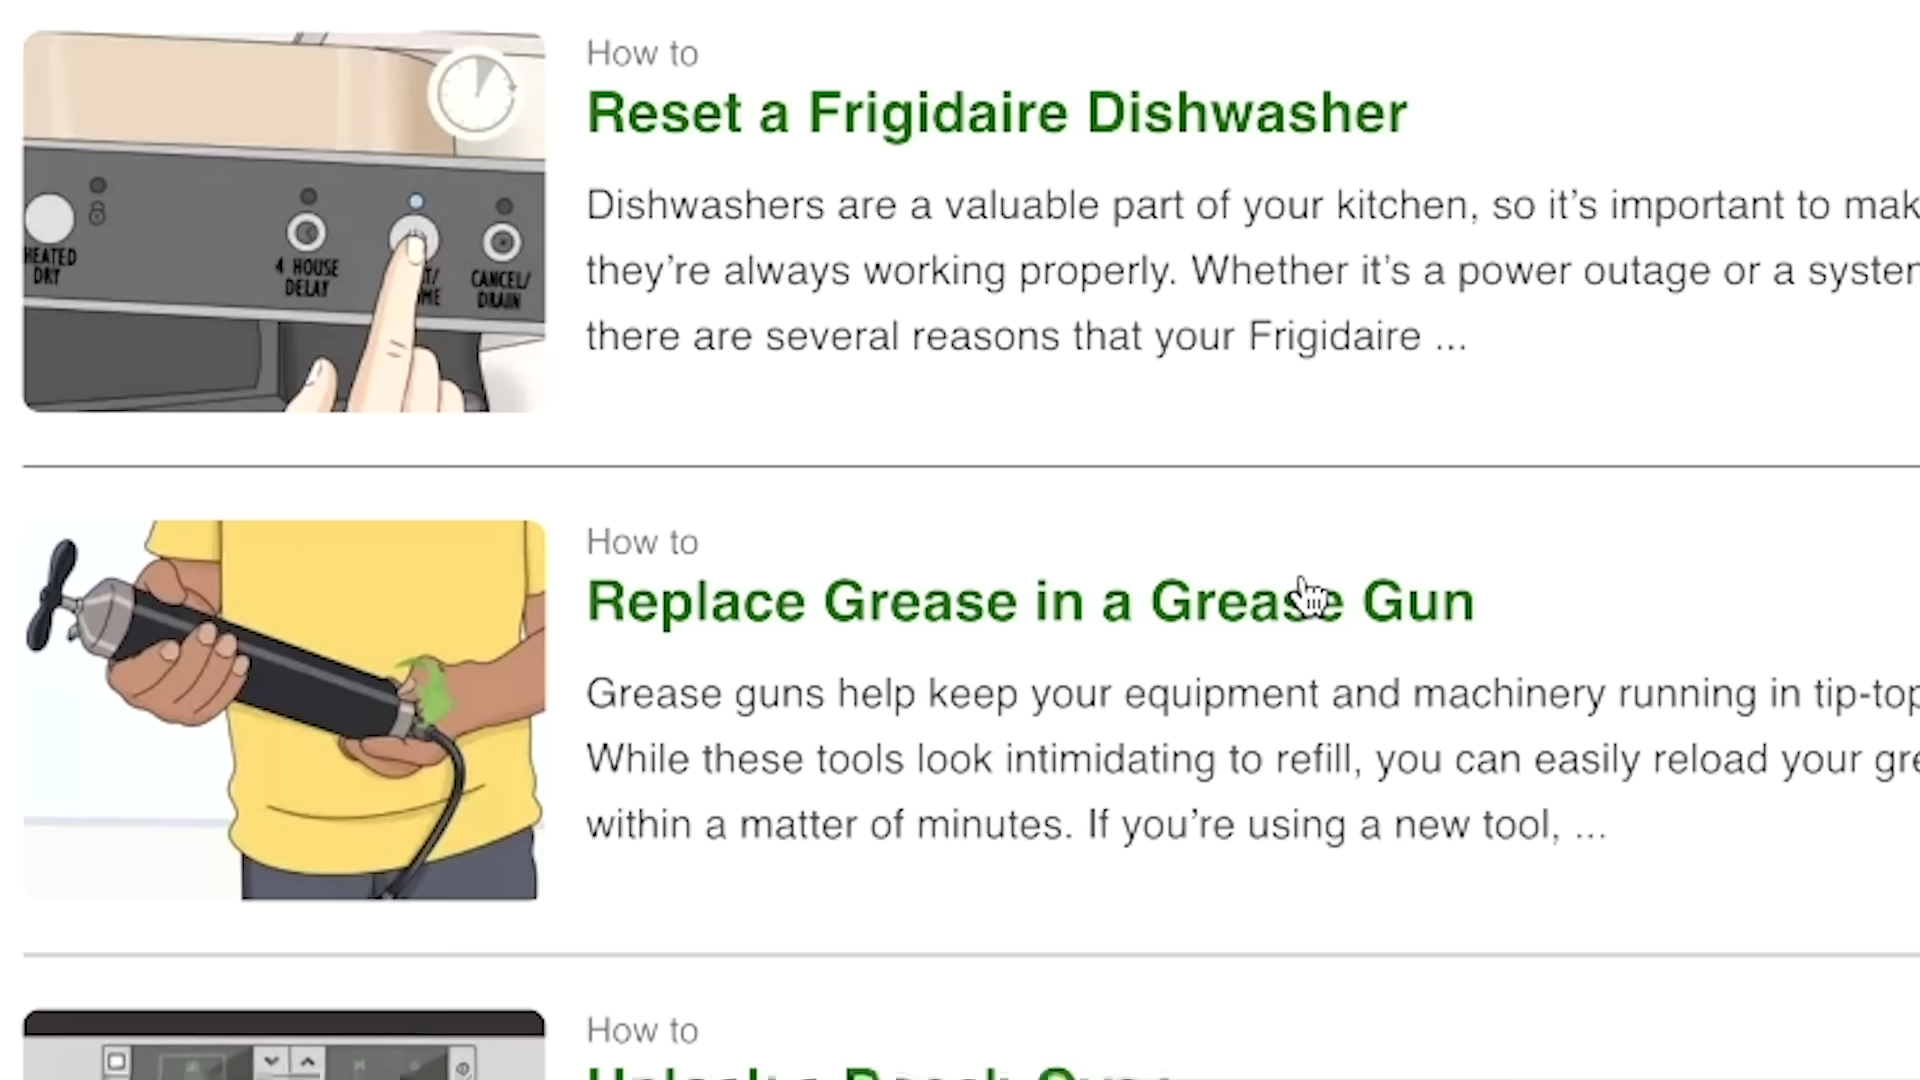 How to
Reset a Frigidaire Dishwasher
Dishwashers are a valuable part of your kitchen, so it’s important to mak
they’re always working properly. Whether it’s a power outage or a syster
there are several reasons that your Frigidaire ...
HEATED
DRY
4 HOUSE
DELAY
CANCEL/
DRAIN
How to
Replace Grease in a Grease Gun
Grease guns help keep your equipment and machinery running in tip-top
While these tools look intimidating to refill, you can easily reload your gre
within a matter of minutes. If you’re using a new tool, ...
How to